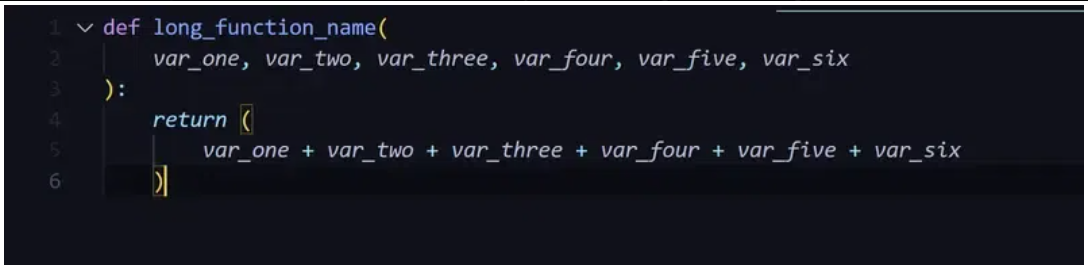 1 def long_function_name(
2 var_one, var_two, var_three, var_four, var_five, var_six
3 ):
4 return (
5 var_one + var_two + var_three + var_four + var_five + var_six
6 )